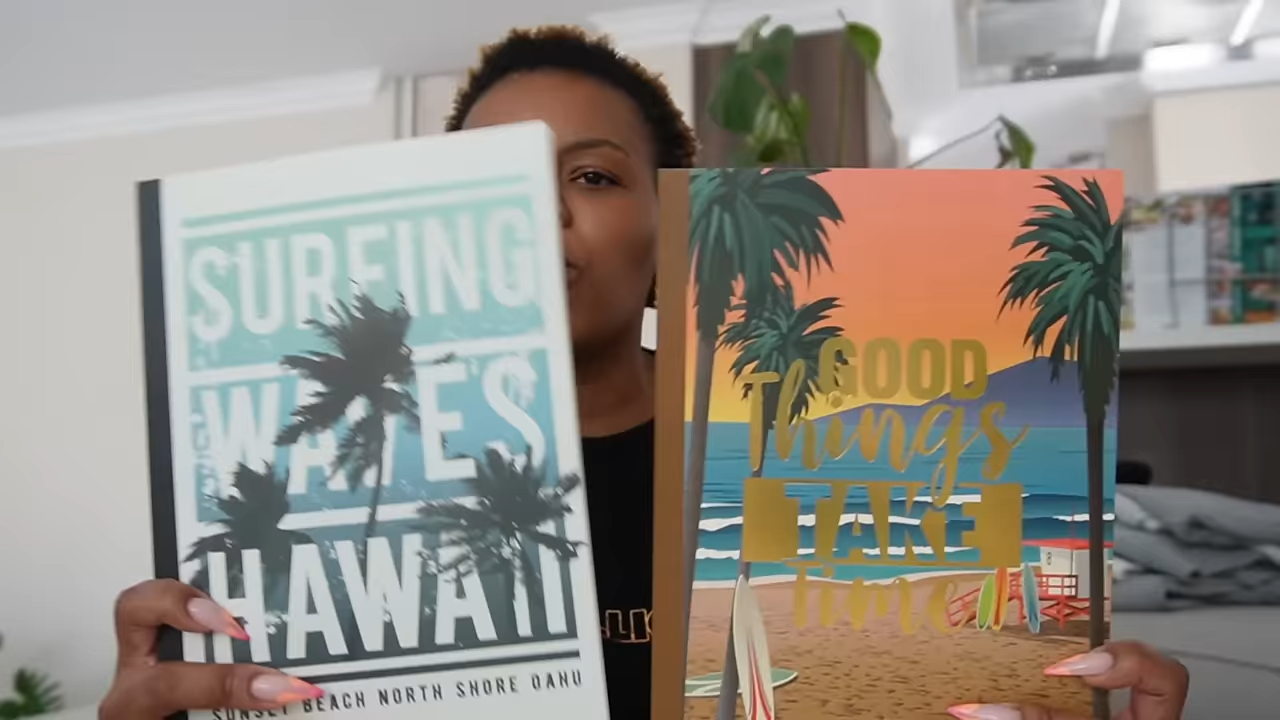 SURFING
WAVES
HAWAII
SUNSET BEACH NORTH SHORE OAHU
GOOD
Things
TAKE
Time